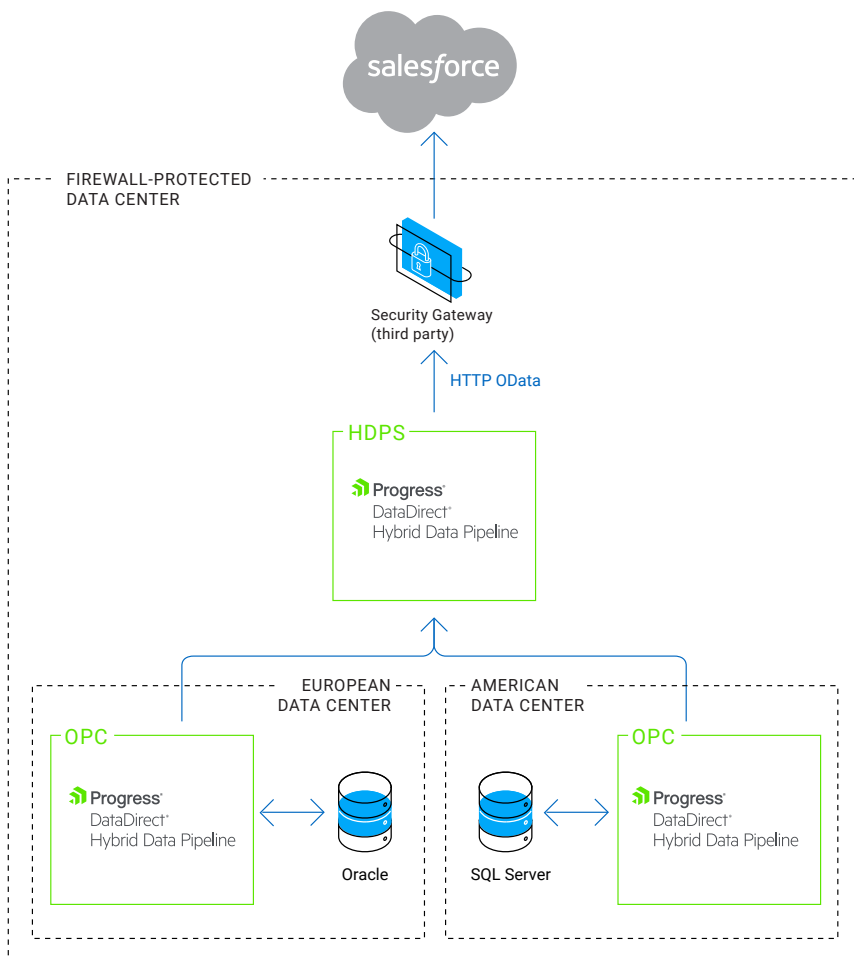 salesforce
FIREWALL-PROTECTED
DATA CENTER
Security Gateway
(third party)
HTTP OData
HDPS
Progress®
DataDirect®
Hybrid Data Pipeline
EUROPEAN
DATA CENTER
OPC
Progress®
DataDirect®
Hybrid Data Pipeline
Oracle
AMERICAN
DATA CENTER
SQL Server
OPC
Progress®
DataDirect®
Hybrid Data Pipeline